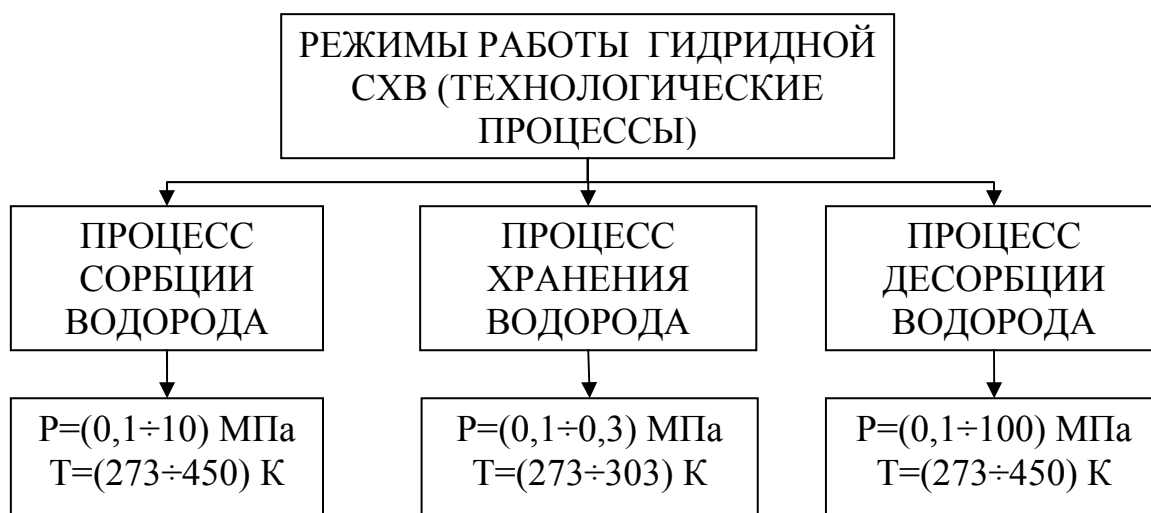 РЕЖИМЫ РАБОТЫ ГИДРИДНОЙ
СХВ (ТЕХНОЛОГИЧЕСКИЕ
ПРОЦЕССЫ)
ПРОЦЕСС
СОРБЦИИ
ВОДОРОДА
ПРОЦЕСС
ХРАНЕНИЯ
ВОДОРОДА
ПРОЦЕСС
ДЕСОРБЦИИ
ВОДОРОДА
Р=(0,1÷10) МПа
Т=(273÷450) К
Р=(0,1÷0,3) МПа
Т=(273÷303) К
Р=(0,1÷100) МПа
Т=(273÷450) К